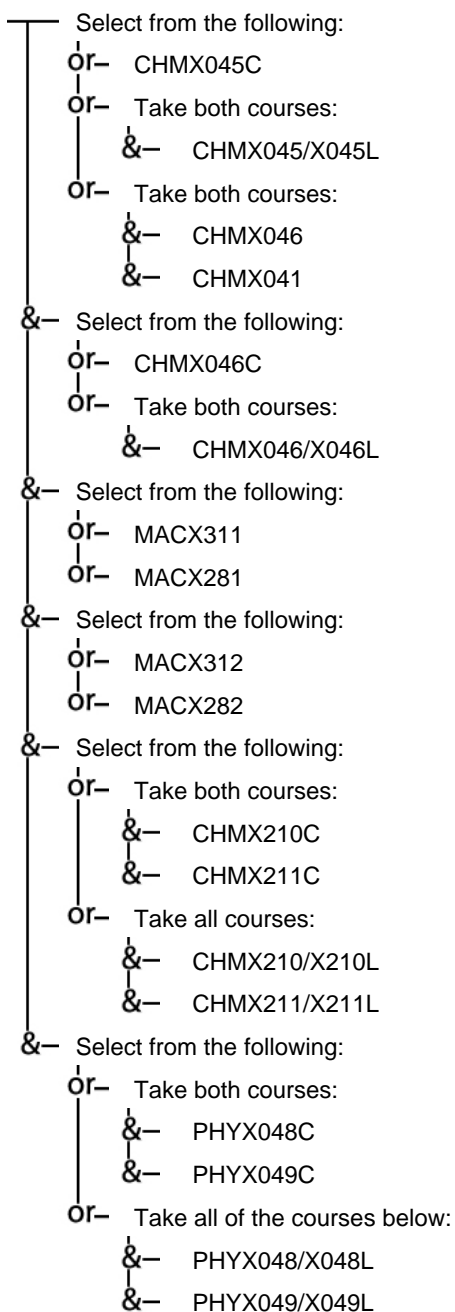 Select from the following:
or CHMX045C
or Take both courses:
& CHMX045/X045L
or Take both courses:
& CHMX046
& CHMX041
& Select from the following:
or CHMX046C
or Take both courses:
& CHMX046/X046L
& Select from the following:
or MACX311
or MACX281
& Select from the following:
or MACX312
or MACX282
& Select from the following:
or Take both courses:
& CHMX210C
& CHMX211C
or Take all courses:
& CHMX210/X210L
& CHMX211/X211L
& Select from the following:
or Take both courses:
& PHYX048C
& PHYX049C
or Take all of the courses below:
& PHYX048/X048L
& PHYX049/X049L